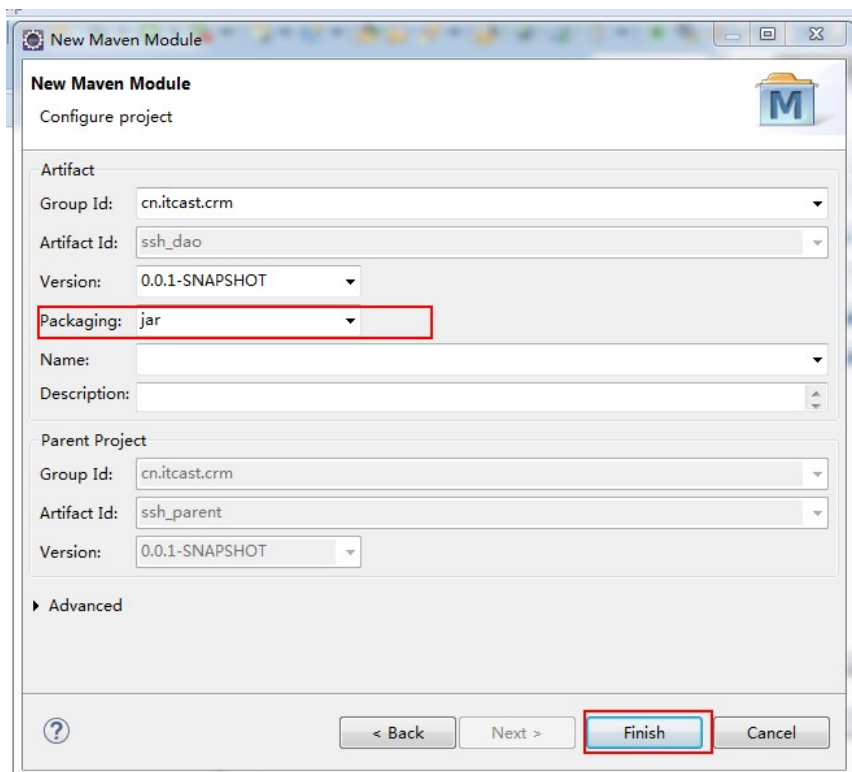 New Maven Module
New Maven Module
Configure project
M
Artifact
Group Id: cn.itcast.crm
Artifact Id: ssh_dao
Version: 0.0.1-SNAPSHOT
Packaging: jar
Name:
Description:
Parent Project
Group Id: cn.itcast.crm
Artifact Id: ssh_parent
Version: 0.0.1-SNAPSHOT
Advanced
? < Back Next > Finish Cancel